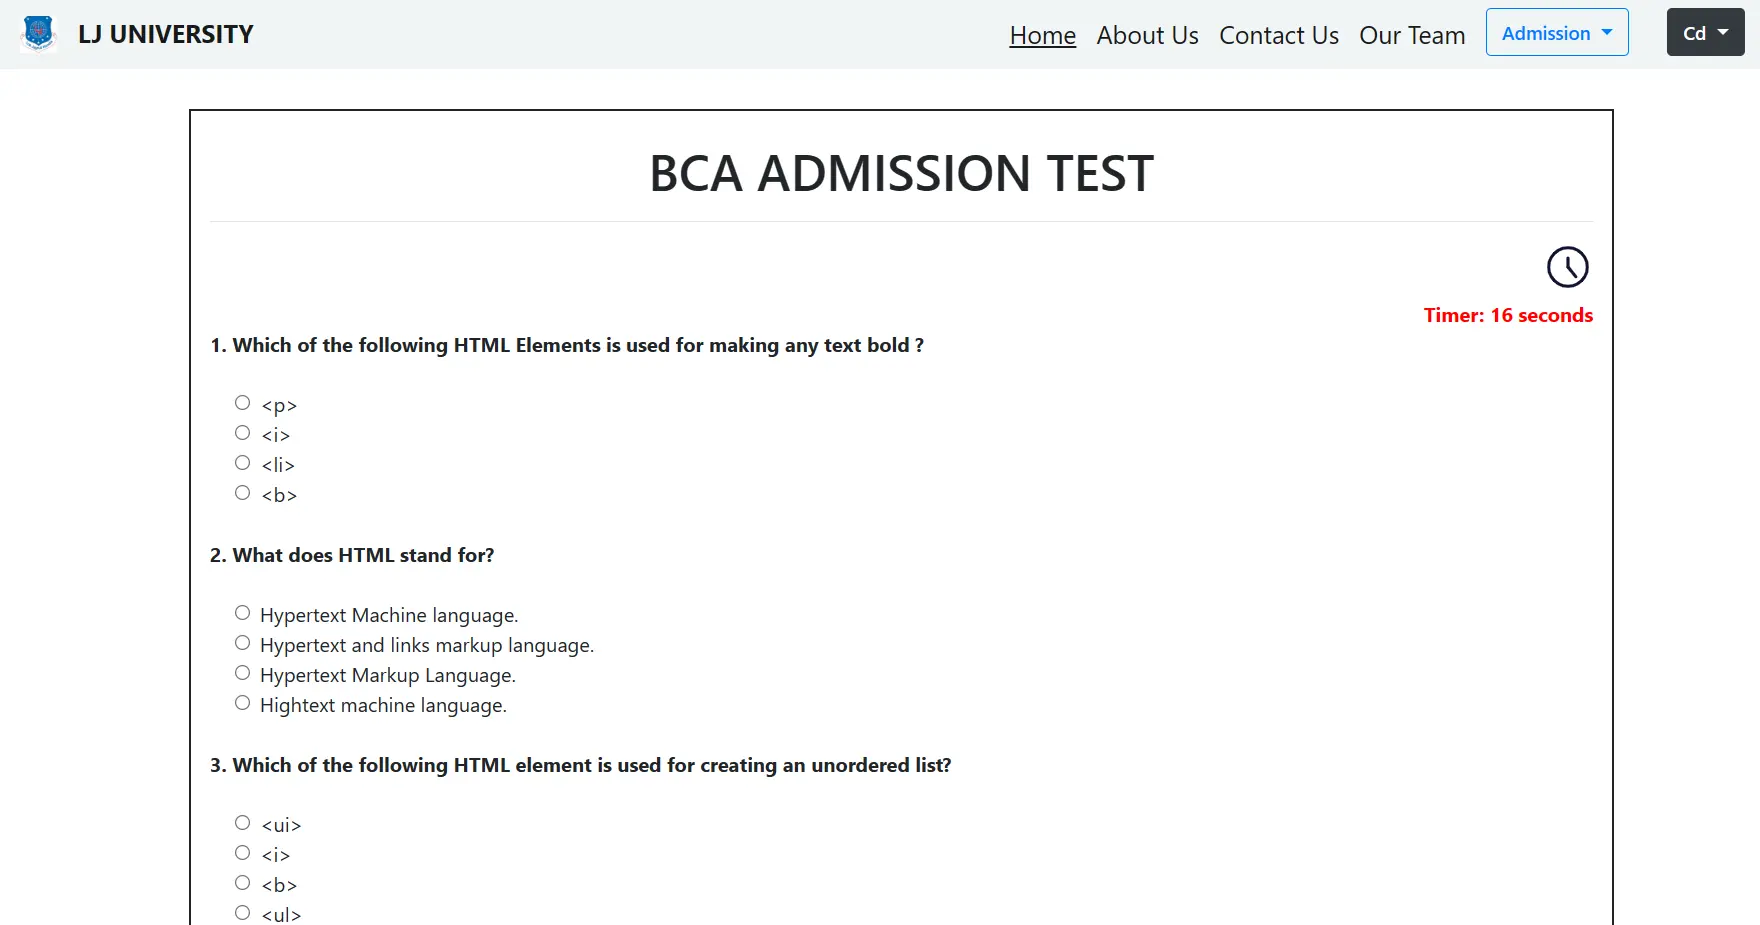 LJ UNIVERSITY
Home About Us Contact Us Our Team Admission Cd
BCA ADMISSION TEST
Timer: 16 seconds
1. Which of the following HTML Elements is used for making any text bold ?
<p>
<i>
<li>
<b>
2. What does HTML stand for?
Hypertext Machine language.
Hypertext and links markup language.
Hypertext Markup Language.
Hightext machine language.
3. Which of the following HTML element is used for creating an unordered list?
<ui>
<i>
<b>
<ul>